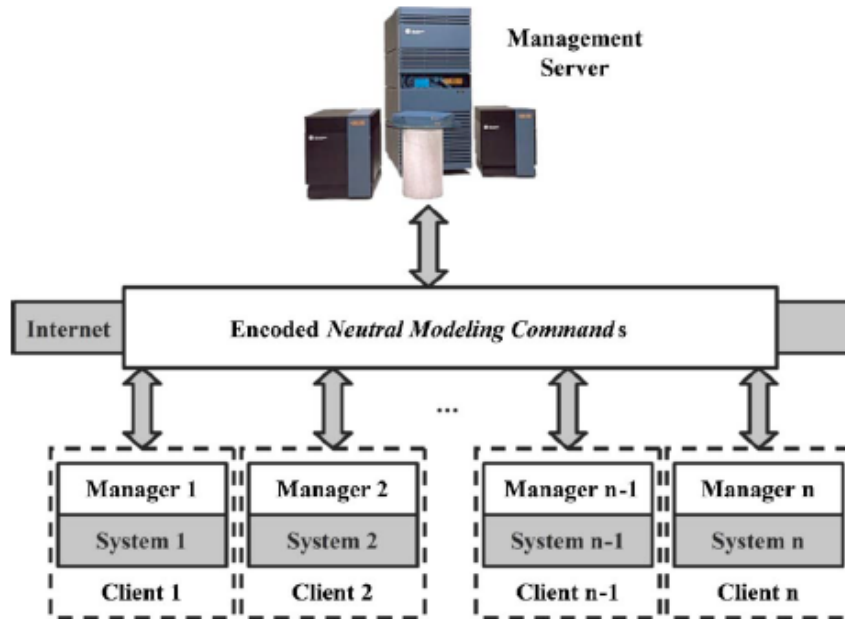 Management
Server
Internet
Encoded Neutral Modeling Commands
...
Manager 1
Manager 2
Manager n-1
Manager n
System 1
System 2
System n-1
System n
Client 1
Client 2
Client n-1
Client n